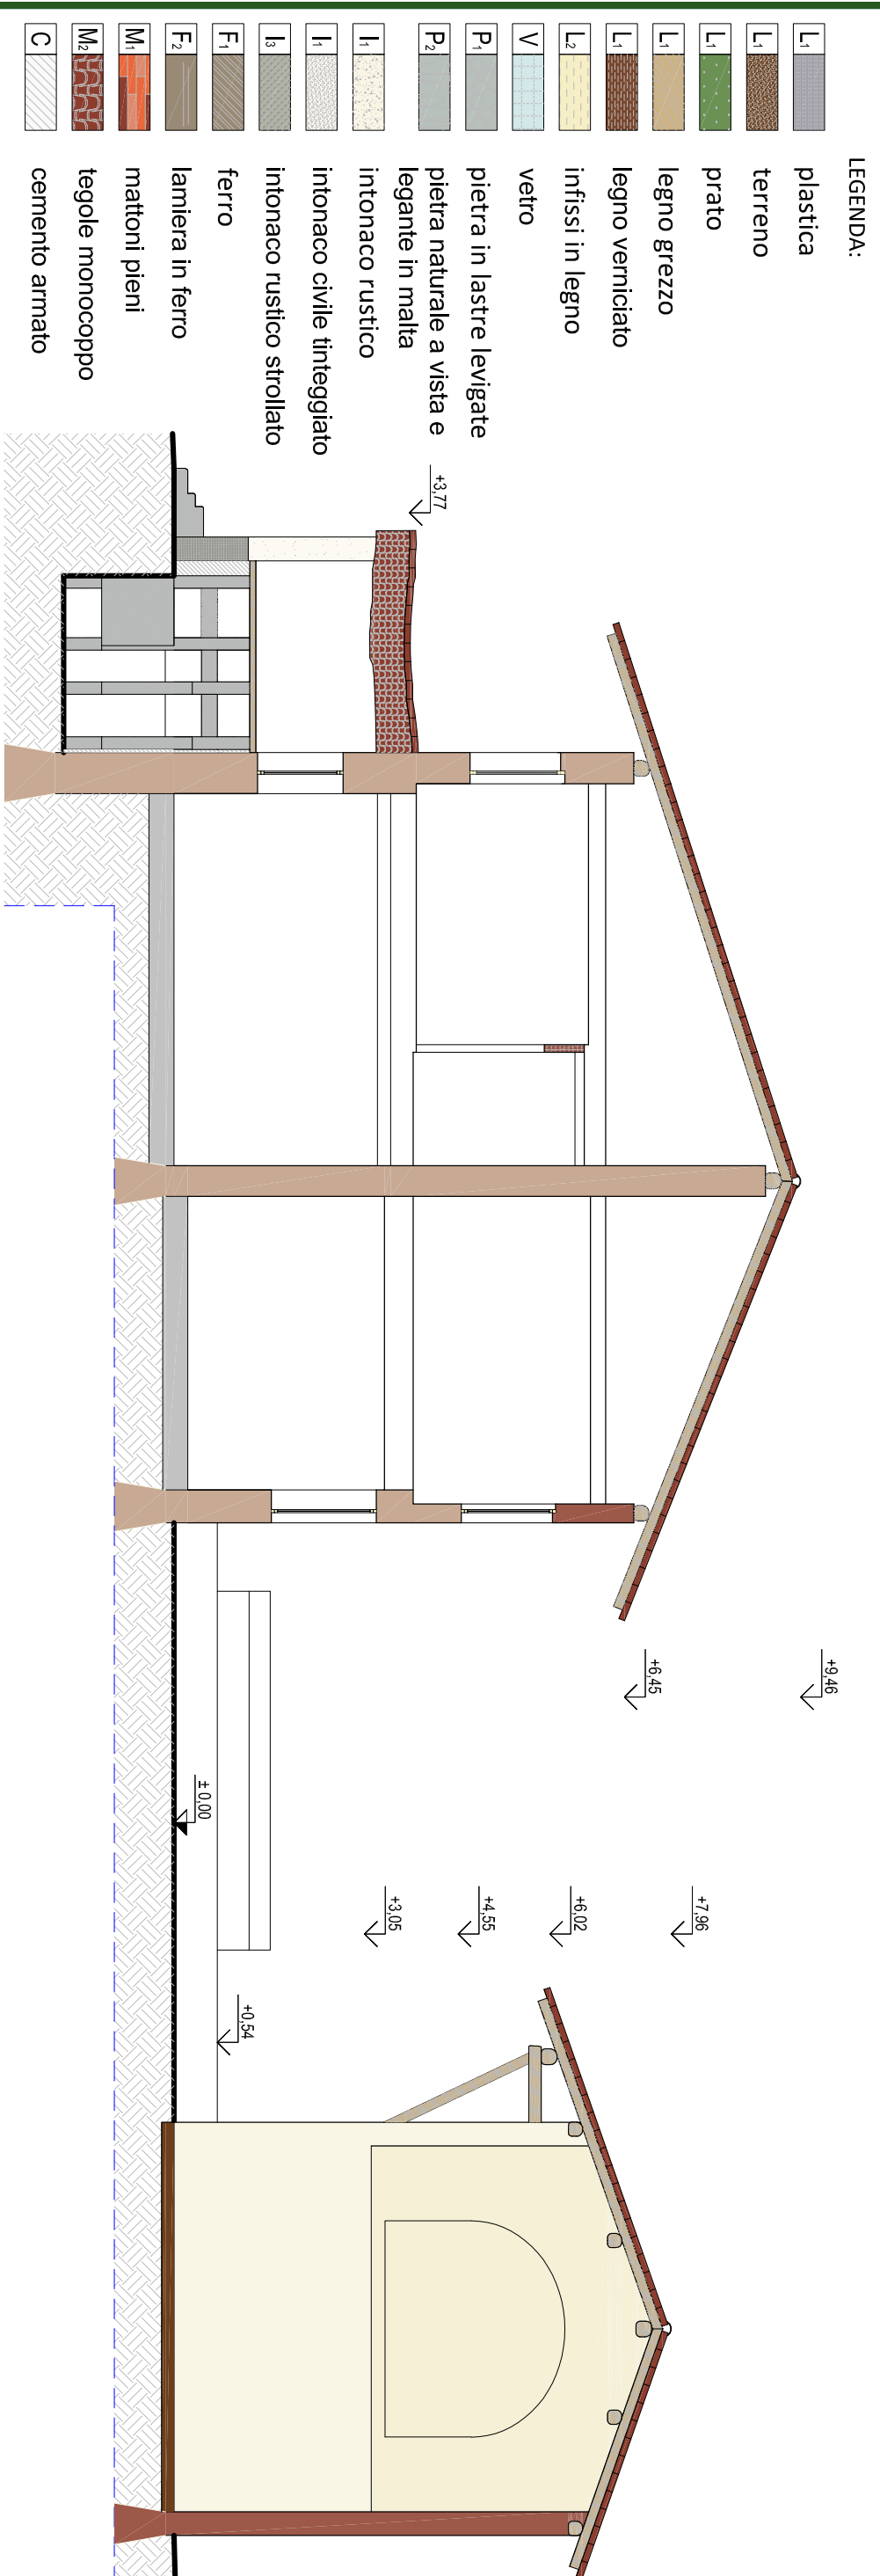 LEGENDA:
L1 plastica
L1 terreno
L1 prato
L1 legno grezzo
L1 legno verniciato
L2 infissi in legno
V vetro
P1 pietra in lastre levigate
P2 pietra naturale a vista e
legante in malta
I1 intonaco rustico
I1 intonaco civile tinteggiato
I3 intonaco rustico strollato
F1 ferro
F2 lamiera in ferro
M1 mattoni pieni
M2 tegole monocoppo
C cemento armato
+3,77
+9,46
+6,45
± 0,00
+7,96
+6,02
+4,55
+3,05
+0,54